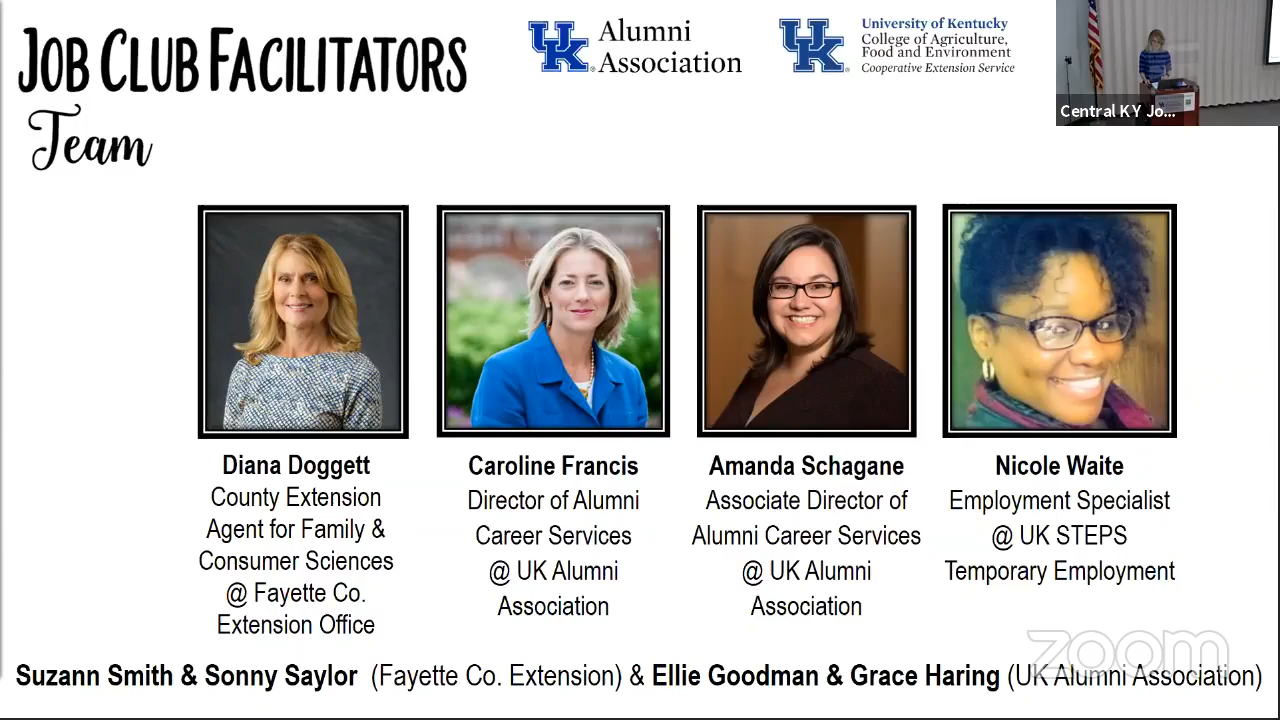 JOB CLUB FACILITATORS
Team
UK Alumni
Association
UK University of Kentucky
College of Agriculture,
Food and Environment
Cooperative Extension Service
Central KY Jo...
Diana Doggett
County Extension
Agent for Family &
Consumer Sciences
@ Fayette Co.
Extension Office
Caroline Francis
Director of Alumni
Career Services
@ UK Alumni
Association
Amanda Schagane
Associate Director of
Alumni Career Services
@ UK Alumni
Association
Nicole Waite
Employment Specialist
@ UK STEPS
Temporary Employment
zoom
Suzann Smith & Sonny Saylor (Fayette Co. Extension) & Ellie Goodman & Grace Haring (UK Alumni Association)